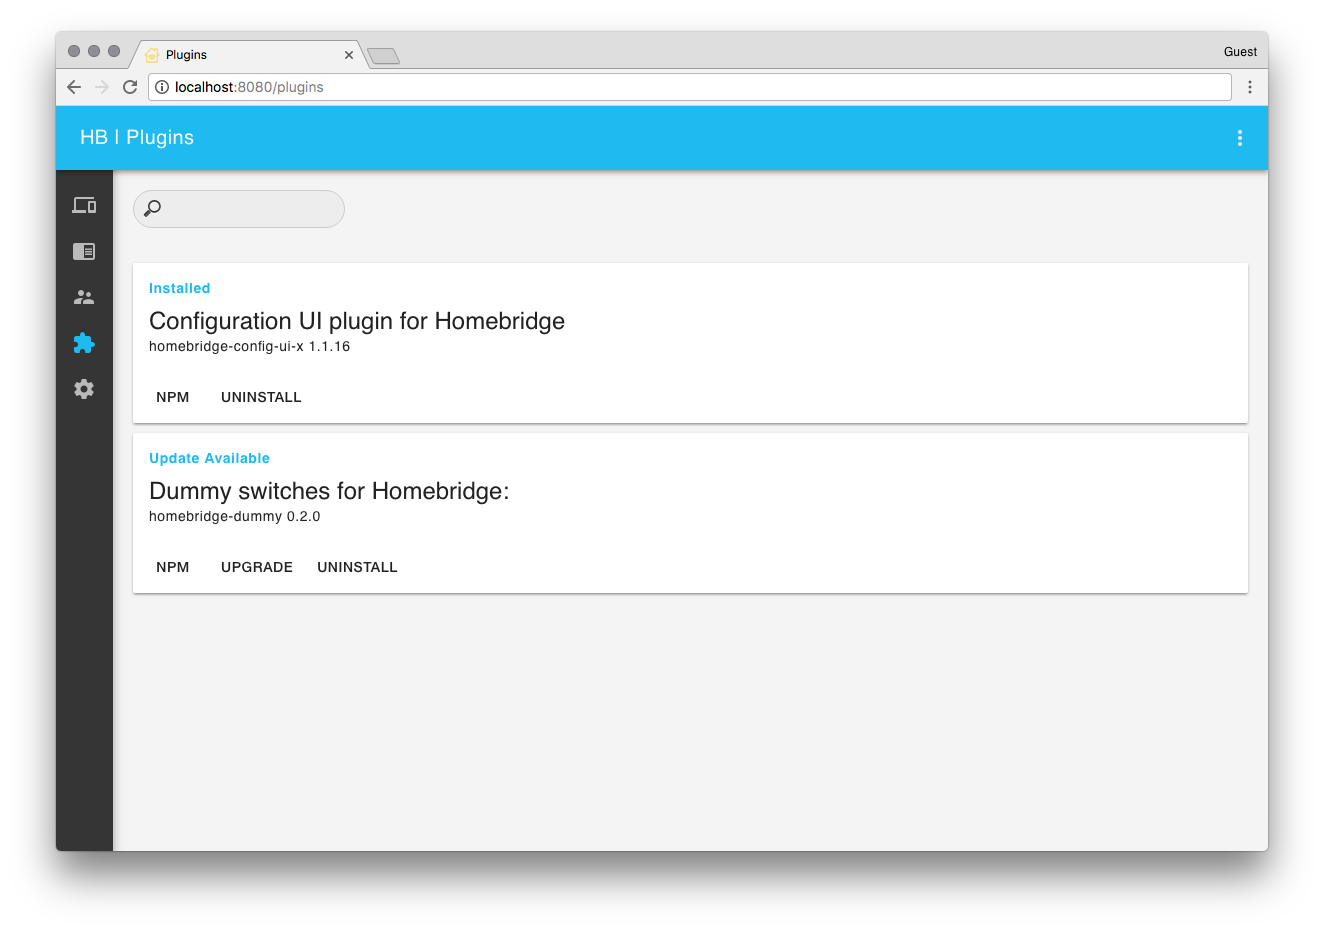 Plugins
Guest
localhost:8080/plugins
HB | Plugins
Installed
Configuration UI plugin for Homebridge
homebridge-config-ui-x 1.1.16
NPM UNINSTALL
Update Available
Dummy switches for Homebridge:
homebridge-dummy 0.2.0
NPM UPGRADE UNINSTALL